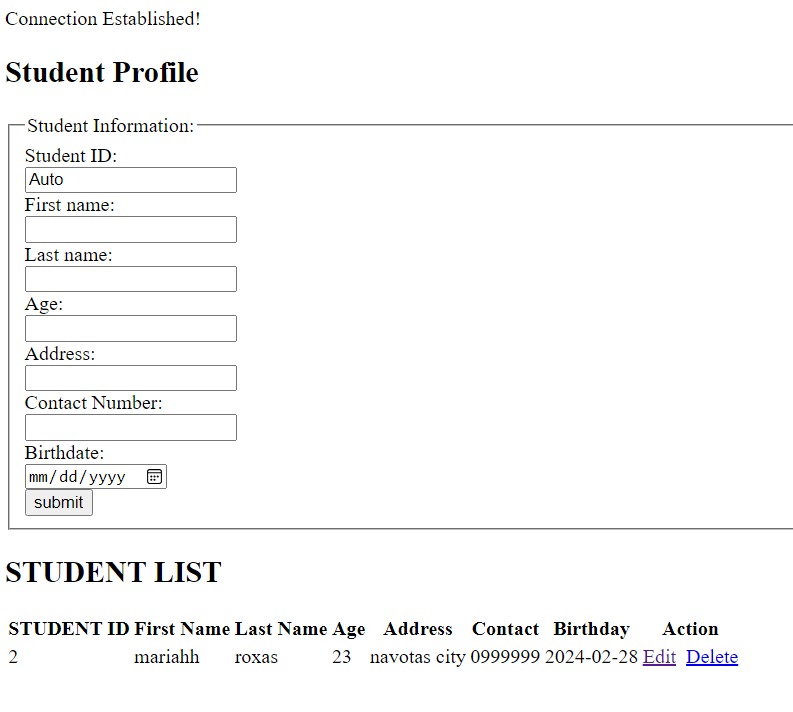 Connection Established!
Student Profile
Student Information:
Student ID:
Auto
First name:
Last name:
Age:
Address:
Contact Number:
Birthdate:
mm/dd/yyyy
submit
STUDENT LIST
STUDENT ID First Name Last Name Age Address Contact Birthday Action
2 mariahh roxas 23 navotas city 0999999 2024-02-28 Edit Delete